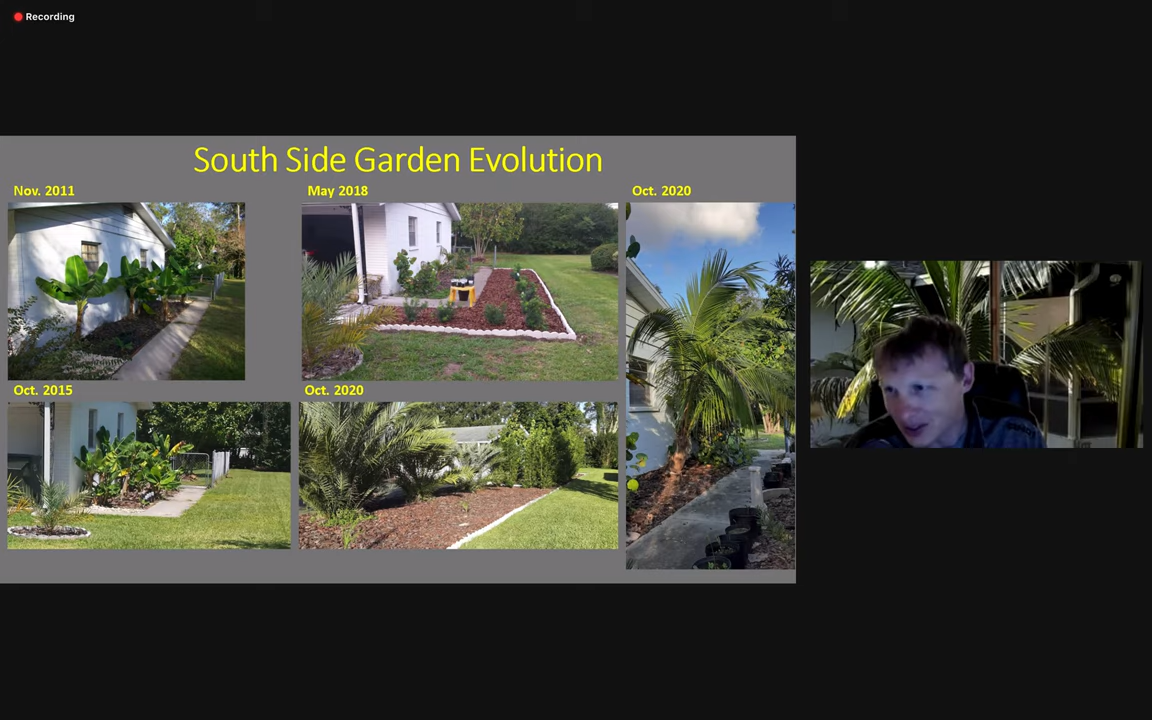 Recording
South Side Garden Evolution
Nov. 2011
May 2018
Oct. 2020
Oct. 2015
Oct. 2020